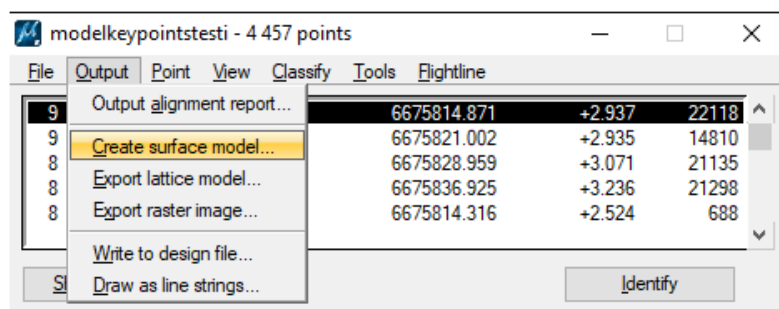 modelkeypointstesti - 4 457 points
File Output Point View Classify Tools Flightline
Output alignment report...
Create surface model...
Export lattice model...
Export raster image...
Write to design file...
Draw as line strings...
9 6675814.871 +2.937 22118
9 6675821.002 +2.935 14810
8 6675828.959 +3.071 21135
8 6675836.925 +3.236 21298
8 6675814.316 +2.524 688
Identify